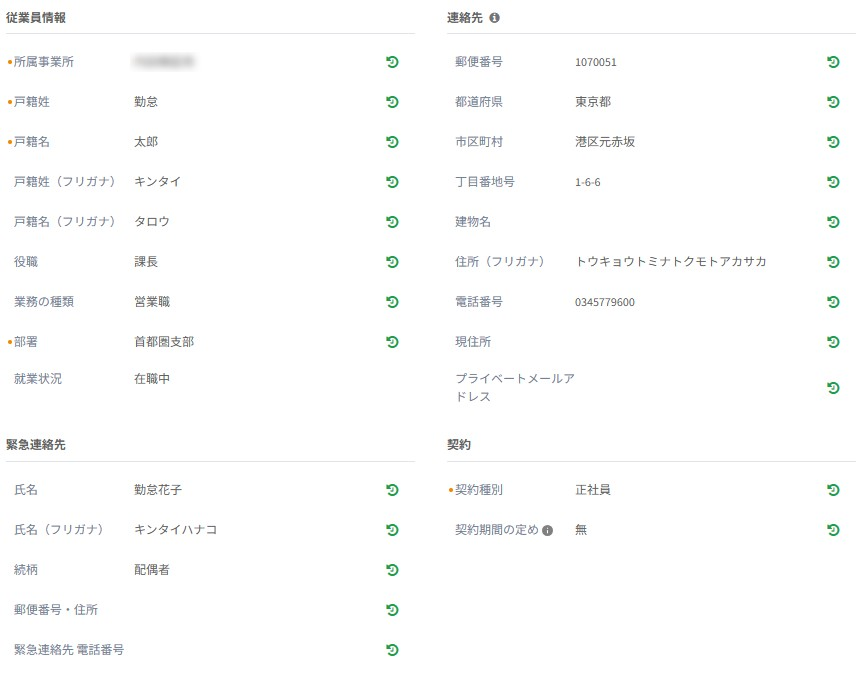 従業員情報
所属事業所
戸籍姓 勤怠
戸籍名 太郎
戸籍姓（フリガナ） キンタイ
戸籍名（フリガナ） タロウ
役職 課長
業務の種類 営業職
部署 首都圏支部
就業状況 在職中
連絡先
郵便番号 1070051
都道府県 東京都
市区町村 港区元赤坂
丁目番地号 1-6-6
建物名
住所（フリガナ） トウキョウトミナトクモトアカサカ
電話番号 0345779600
現住所
プライベートメールア
ドレス
緊急連絡先
氏名 勤怠花子
氏名（フリガナ） キンタイハナコ
続柄 配偶者
郵便番号・住所
緊急連絡先 電話番号
契約
契約種別 正社員
契約期間の定め 無